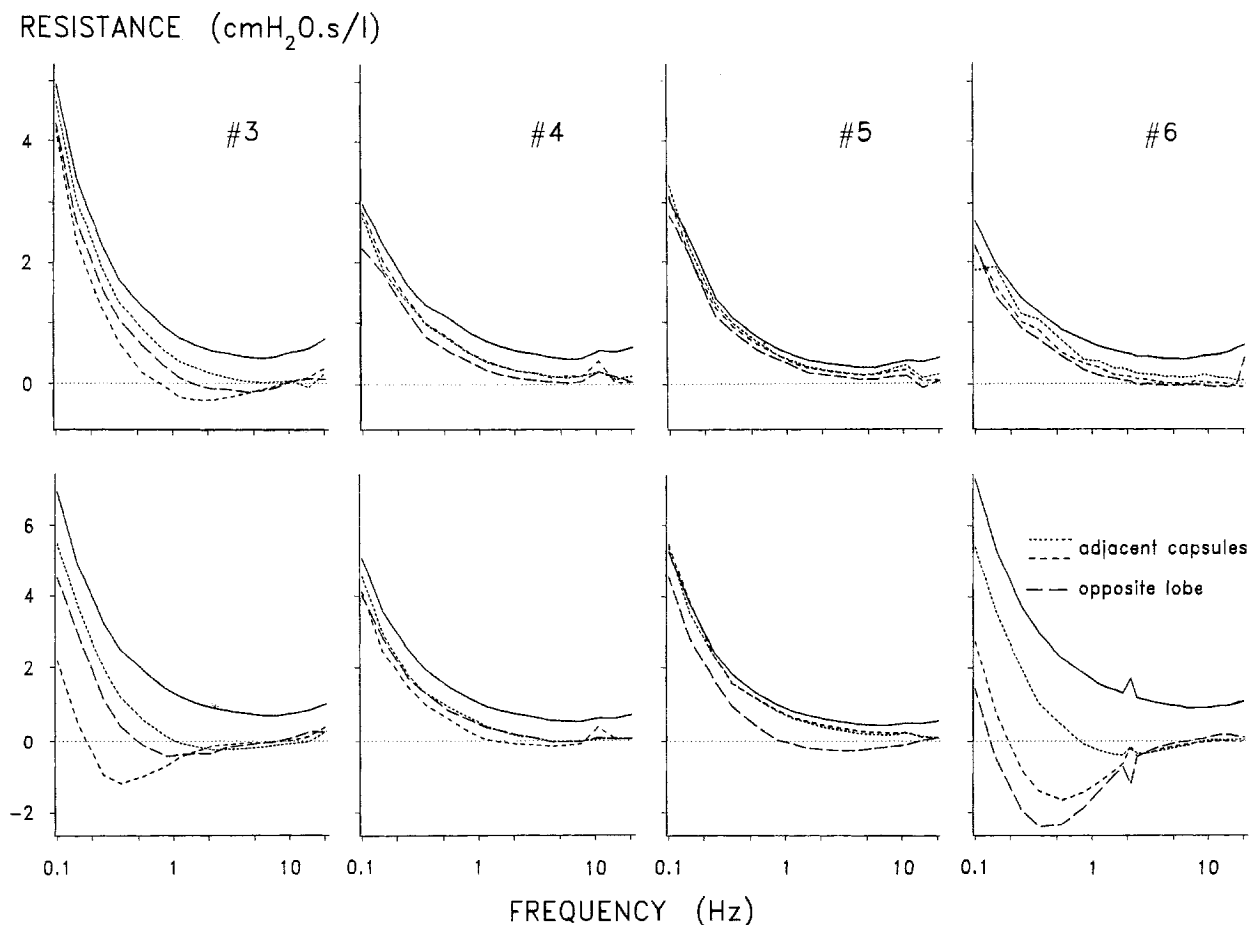 RESISTANCE (cmH₂O.s/l)
#3 #4 #5 #6
4
2
0
6
4
2
0
-2
adjacent capsules
opposite lobe
0.1 1 10 0.1 1 10 0.1 1 10 0.1 1 10
FREQUENCY (Hz)